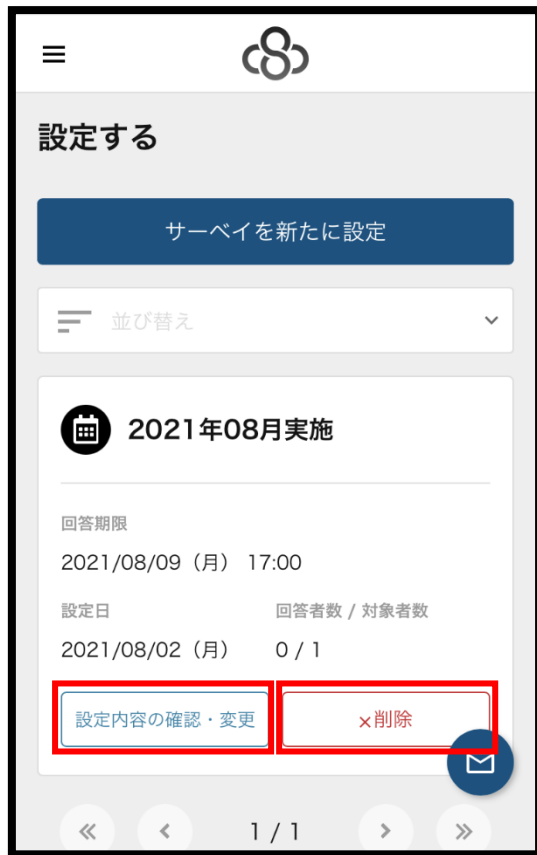 設定する
サーベイを新たに設定
並び替え
2021年08月実施
回答期限
2021/08/09（月） 17:00
設定日
回答者数 / 対象者数
2021/08/02（月）
0 / 1
設定内容の確認・変更
×削除
« ‹ 1 / 1 › »